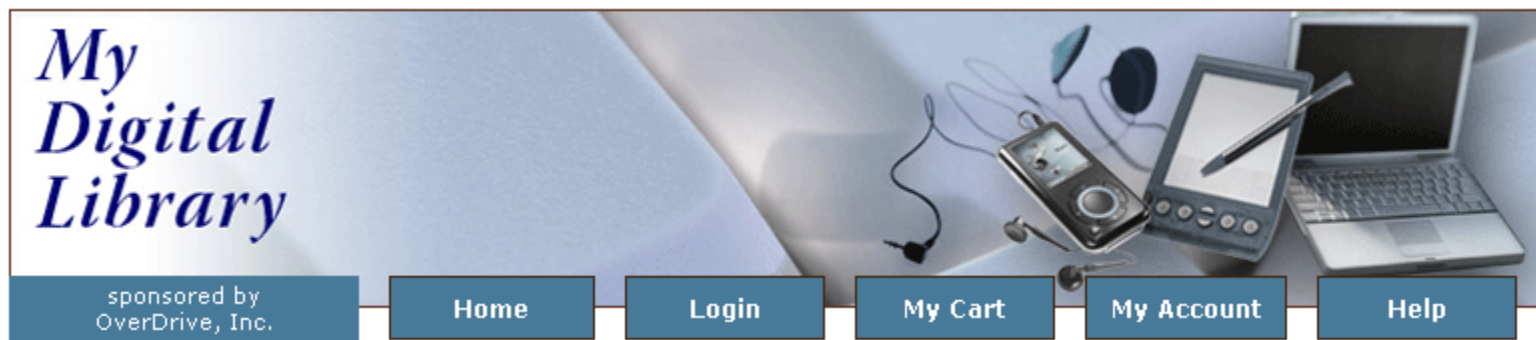 My
Digital
Library
sponsored by
OverDrive, Inc.
Home
Login
My Cart
My Account
Help